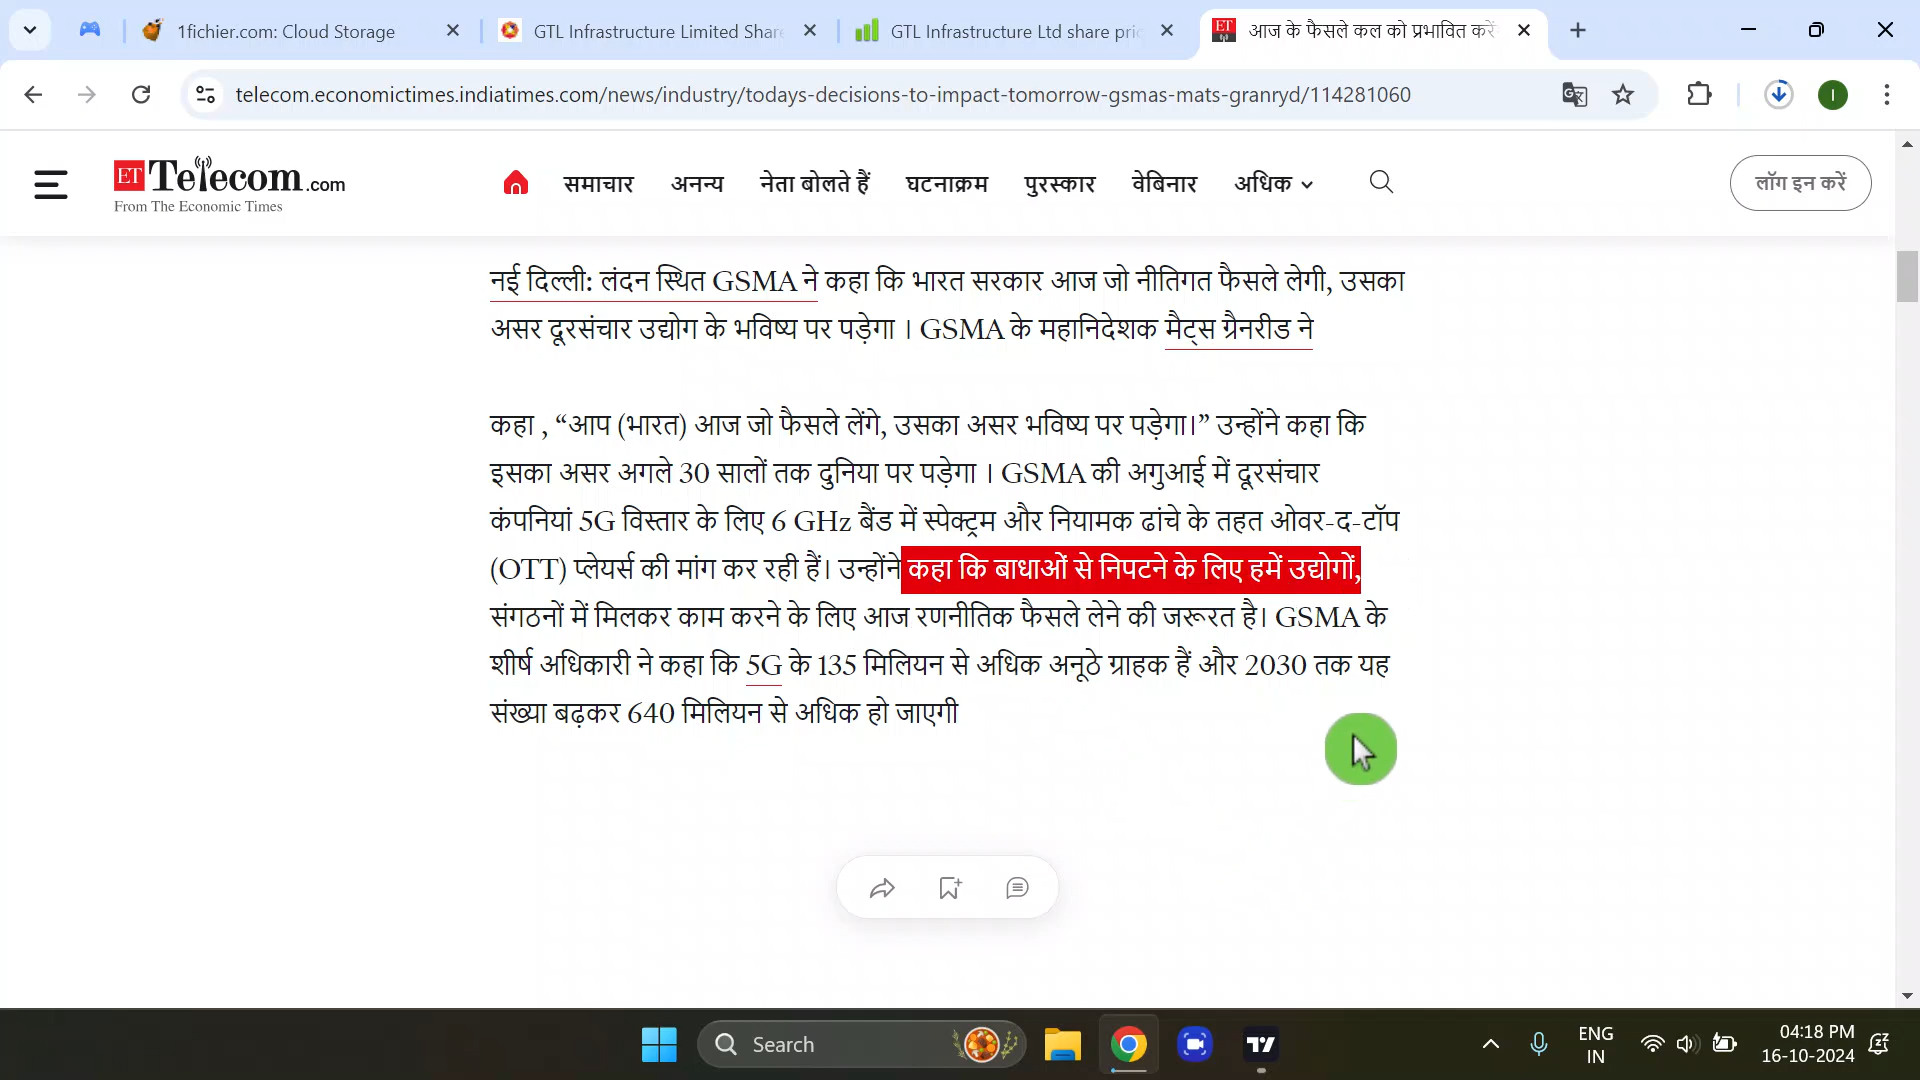 1fichier.com: Cloud Storage
GTL Infrastructure Limited Share
GTL Infrastructure Ltd share pric
आज के फैसले कल को प्रभावित करें
telecom.economictimes.indiatimes.com/news/industry/todays-decisions-to-impact-tomorrow-gsmas-mats-granryd/114281060
I
ET Telecom.com
From The Economic Times
समाचार
अनन्य
नेता बोलते हैं
घटनाक्रम
पुरस्कार
वेबिनार
अधिक
लॉग इन करें
नई दिल्ली: लंदन स्थित GSMA ने कहा कि भारत सरकार आज जो नीतिगत फैसले लेगी, उसका
असर दूरसंचार उद्योग के भविष्य पर पड़ेगा । GSMA के महानिदेशक मैट्स ग्रैनरीड ने
कहा , “आप (भारत) आज जो फैसले लेंगे, उसका असर भविष्य पर पड़ेगा।” उन्होंने कहा कि
इसका असर अगले 30 सालों तक दुनिया पर पड़ेगा । GSMA की अगुआई में दूरसंचार
कंपनियां 5G विस्तार के लिए 6 GHz बैंड में स्पेक्ट्रम और नियामक ढांचे के तहत ओवर-द-टॉप
(OTT) प्लेयर्स की मांग कर रही हैं। उन्होंने कहा कि बाधाओं से निपटने के लिए हमें उद्योगों,
संगठनों में मिलकर काम करने के लिए आज रणनीतिक फैसले लेने की जरूरत है। GSMA के
शीर्ष अधिकारी ने कहा कि 5G के 135 मिलियन से अधिक अनूठे ग्राहक हैं और 2030 तक यह
संख्या बढ़कर 640 मिलियन से अधिक हो जाएगी
Search
ENG
IN
04:18 PM
16-10-2024